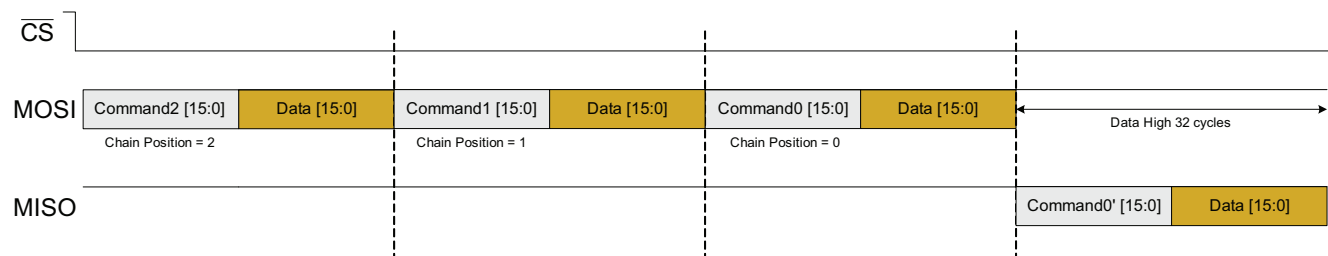 CS
MOSI Command2 [15:0] Data [15:0] Command1 [15:0] Data [15:0] Command0 [15:0] Data [15:0]
Data High 32 cycles
Chain Position = 2 Chain Position = 1 Chain Position = 0
MISO Command0' [15:0] Data [15:0]